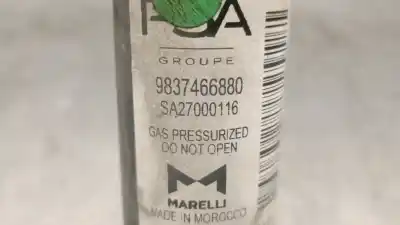 PSA
GROUPE
9837466880
SA27000116
GAS PRESSURIZED
DO NOT OPEN
MARELLI
MADE IN MOROCCO